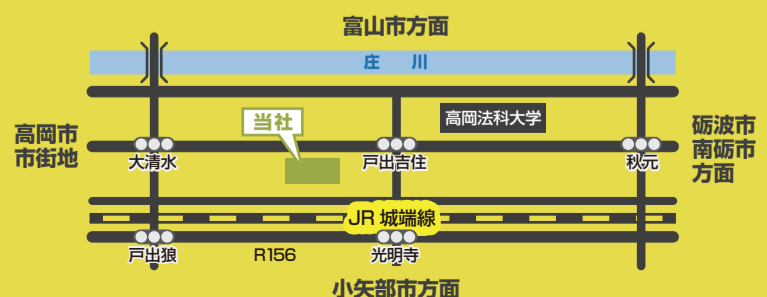 富山市方面
庄　川
高岡市
市街地
当社
高岡法科大学
砺波市
南砺市
方面
大清水
戸出吉住
秋元
JR 城端線
戸出狼
R156
光明寺
小矢部市方面